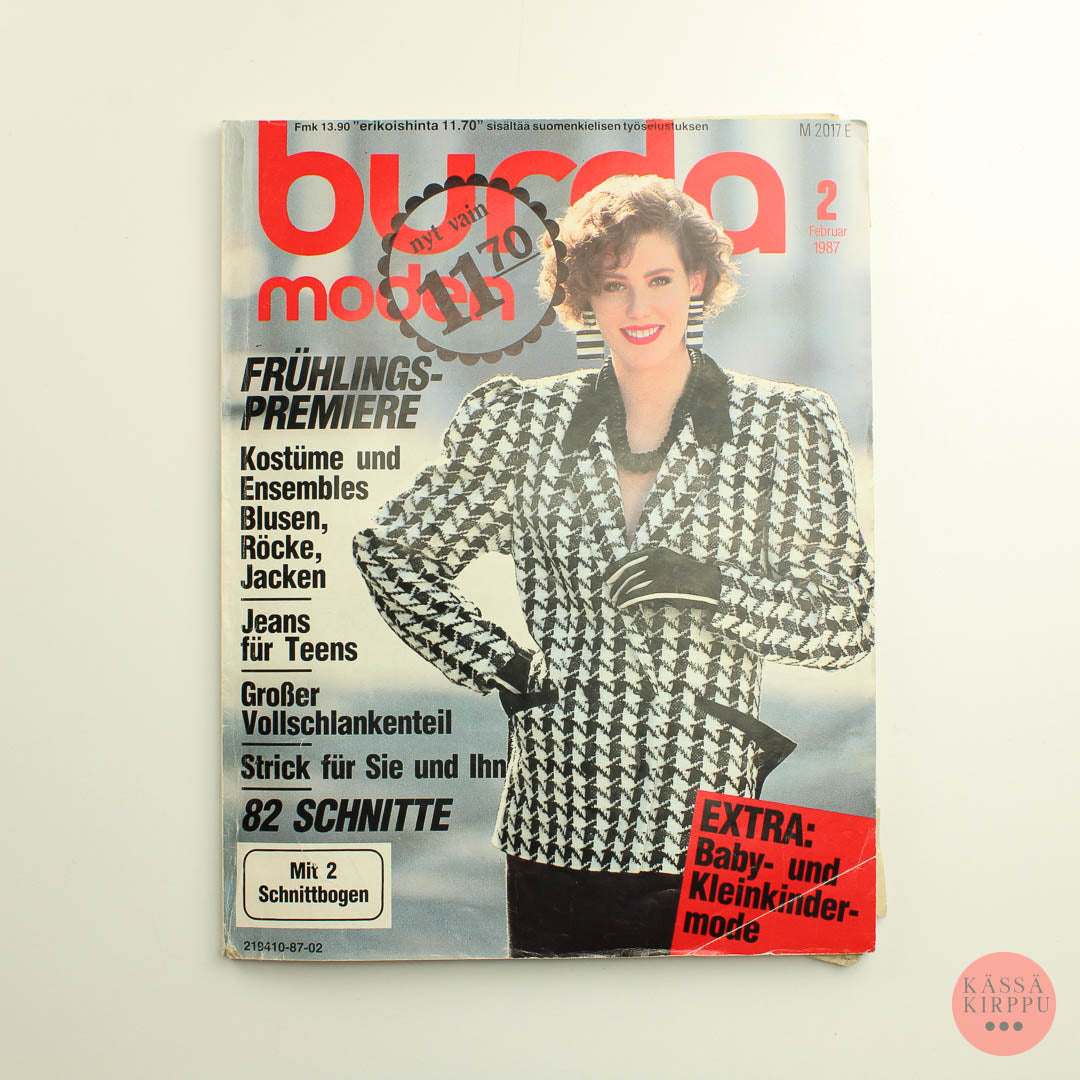 Fmk 13.90 "erikoishinta 11.70" sisältää suomenkielisen työselustuksen
M 2017 E
burda
moden
nyt vain
11 70
2
Februar
1987
FRÜHLINGS-
PREMIERE
Kostüme und
Ensembles
Blusen,
Röcke,
Jacken
Jeans
für Teens
Großer
Vollschlankenteil
Strick für Sie und Ihn
82 SCHNITTE
Mit 2
Schnittbogen
219410-87-02
EXTRA:
Baby- und
Kleinkinder-
mode
KÄSSÄ
KIRPPU